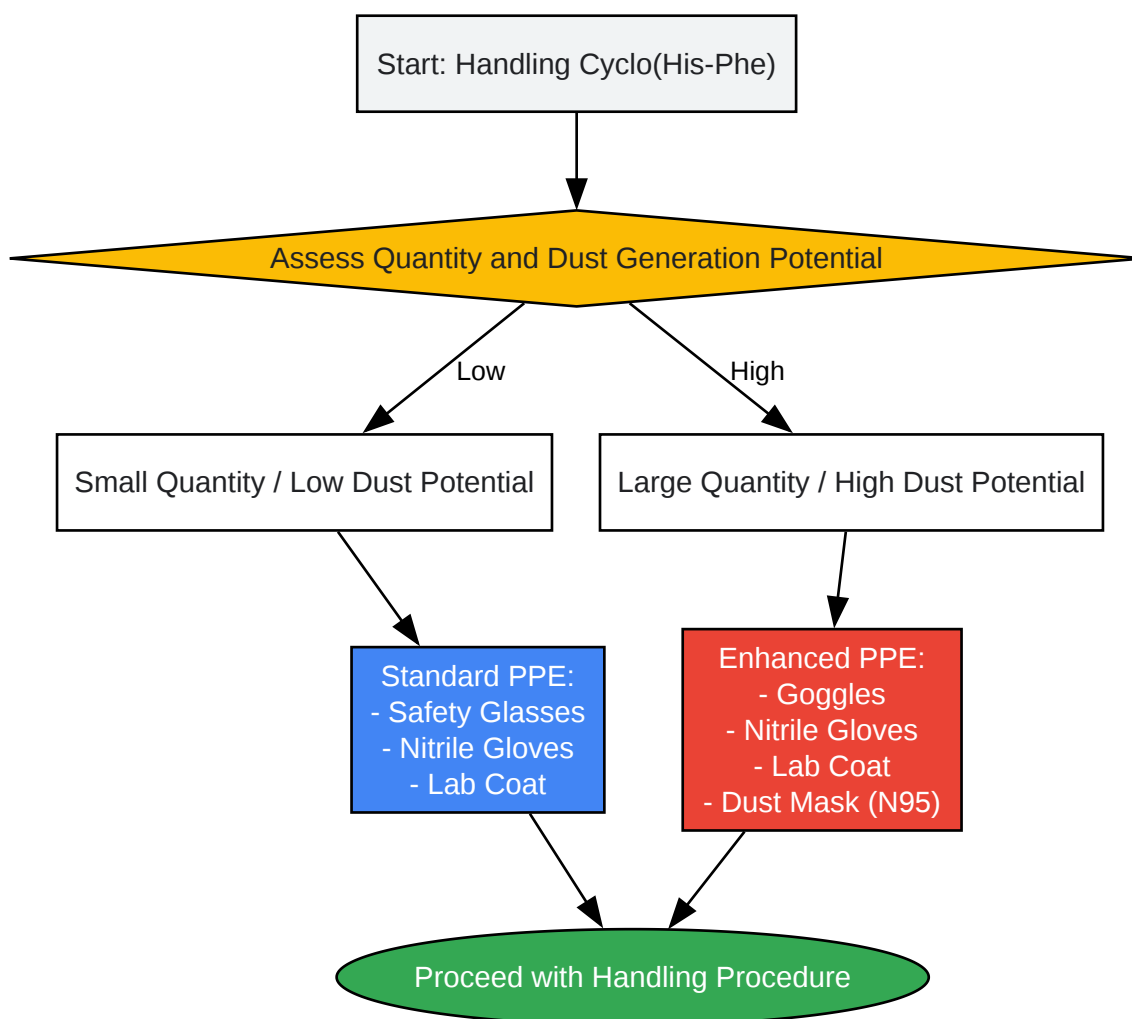 Start: Handling Cyclo(His-Phe)
Assess Quantity and Dust Generation Potential
Low
High
Small Quantity / Low Dust Potential
Large Quantity / High Dust Potential
Standard PPE:
- Safety Glasses
- Nitrile Gloves
- Lab Coat
Enhanced PPE:
- Goggles
- Nitrile Gloves
- Lab Coat
- Dust Mask (N95)
Proceed with Handling Procedure